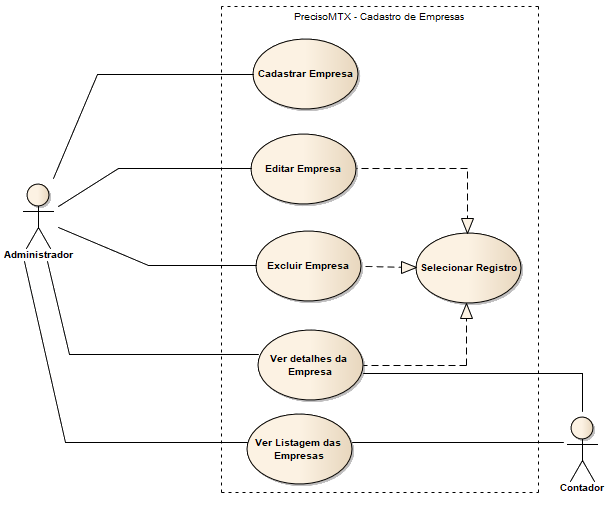 PrecisoMTX - Cadastro de Empresas
Cadastrar Empresa
Editar Empresa
Administrador
Excluir Empresa
Selecionar Registro
Ver detalhes da
Empresa
Ver Listagem das
Empresas
Contador